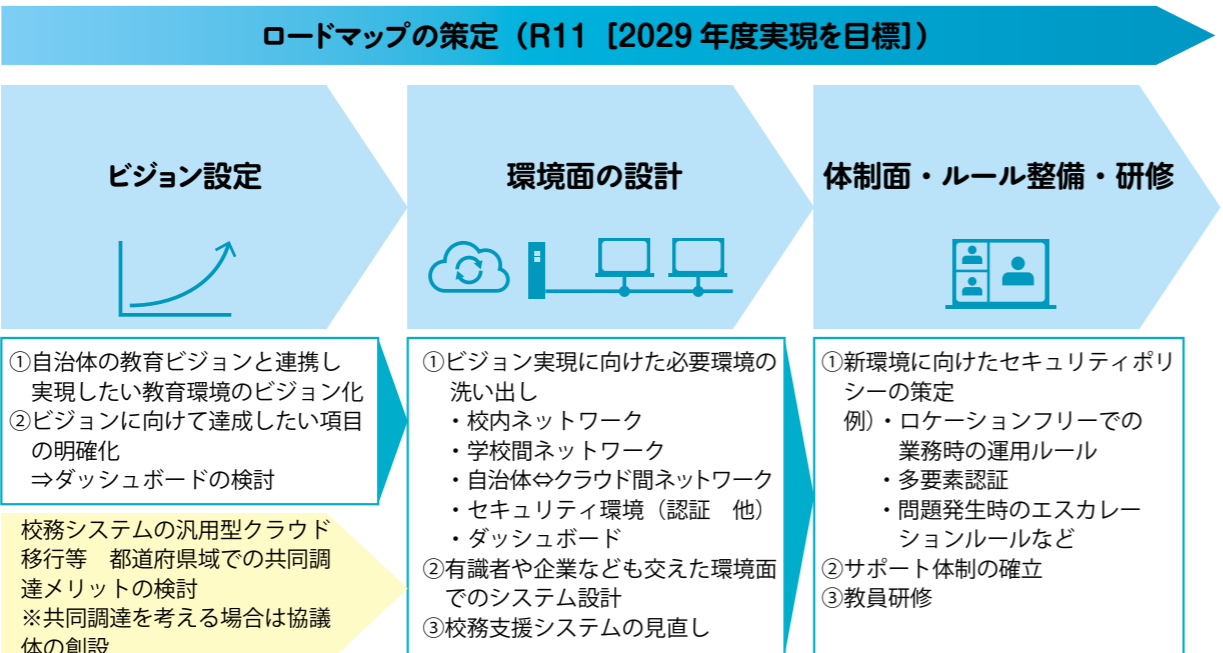 ロードマップの策定（R11［2029 年度実現を目標］）
ビジョン設定
①自治体の教育ビジョンと連携し
実現したい教育環境のビジョン化
②ビジョンに向けて達成したい項目
の明確化
⇒ダッシュボードの検討
校務システムの汎用型クラウド
移行等　都道府県域での共同調
達メリットの検討
※共同調達を考える場合は協議
体の創設
環境面の設計
①ビジョン実現に向けた必要環境の
洗い出し
・校内ネットワーク
・学校間ネットワーク
・自治体⇔クラウド間ネットワーク
・セキュリティ環境（認証　他）
・ダッシュボード
②有識者や企業なども交えた環境面
でのシステム設計
③校務支援システムの見直し
体制面・ルール整備・研修
①新環境に向けたセキュリティポリ
シーの策定
例）・ロケーションフリーでの
業務時の運用ルール
・多要素認証
・問題発生時のエスカレー
ションルールなど
②サポート体制の確立
③教員研修